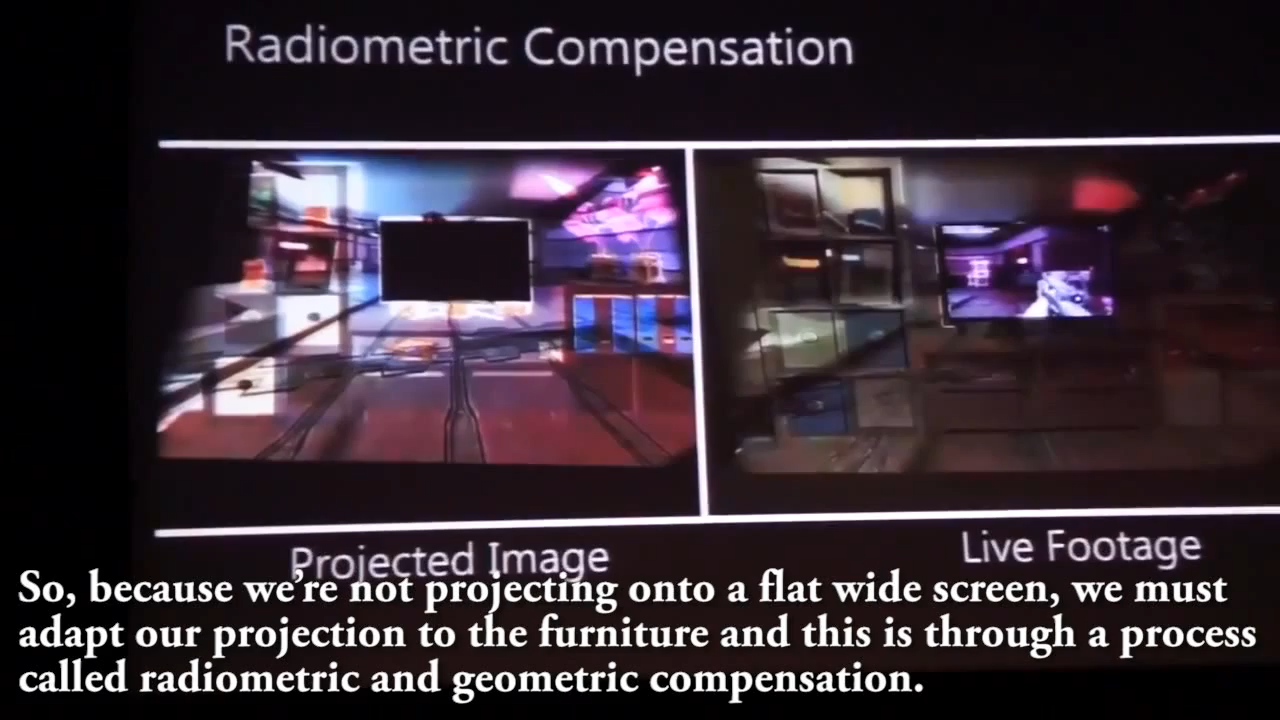 Radiometric Compensation
Projected Image
Live Footage
So, because we're not projecting onto a flat wide screen, we must
adapt our projection to the furniture and this is through a process
called radiometric and geometric compensation.